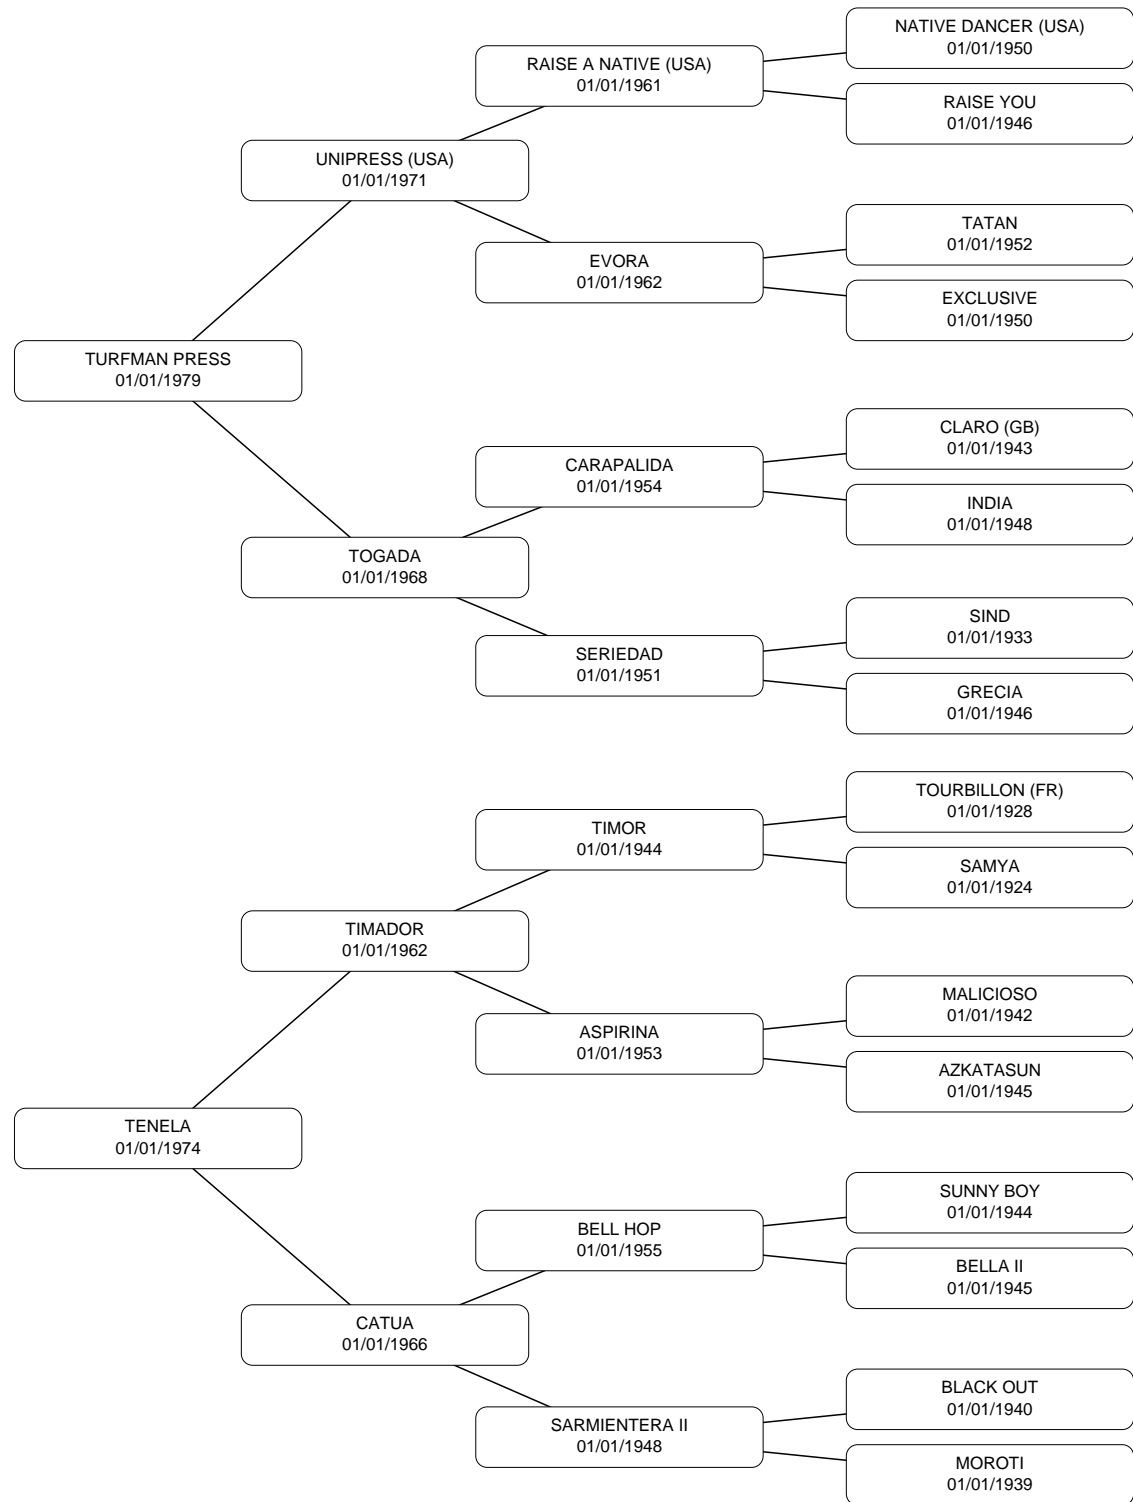 NATIVE DANCER (USA)
01/01/1950
RAISE A NATIVE (USA)
01/01/1961
RAISE YOU
01/01/1946
UNIPRESS (USA)
01/01/1971
TATAN
01/01/1952
EVORA
01/01/1962
EXCLUSIVE
01/01/1950
TURFMAN PRESS
01/01/1979
CLARO (GB)
01/01/1943
CARAPALIDA
01/01/1954
INDIA
01/01/1948
TOGADA
01/01/1968
SIND
01/01/1933
SERIEDAD
01/01/1951
GRECIA
01/01/1946
TOURBILLON (FR)
01/01/1928
TIMOR
01/01/1944
SAMYA
01/01/1924
TIMADOR
01/01/1962
MALICIOSO
01/01/1942
ASPIRINA
01/01/1953
AZKATASUN
01/01/1945
TENELA
01/01/1974
SUNNY BOY
01/01/1944
BELL HOP
01/01/1955
BELLA II
01/01/1945
CATUA
01/01/1966
BLACK OUT
01/01/1940
SARMIENTERA II
01/01/1948
MOROTI
01/01/1939